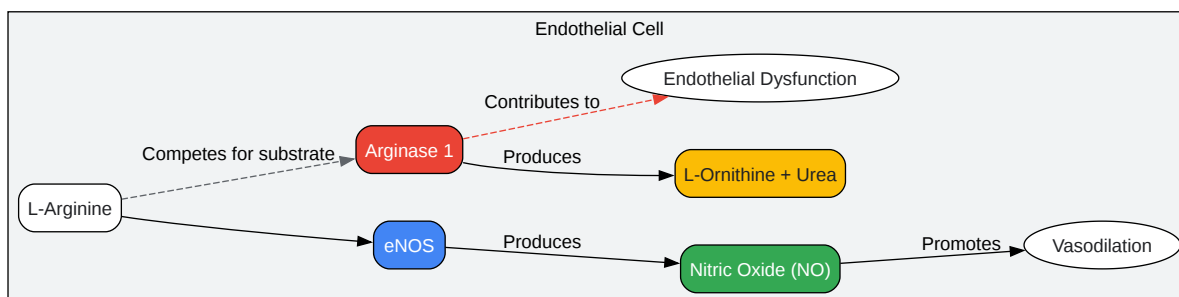 Endothelial Cell
Endothelial Dysfunction
Contributes to
Competes for substrate
Arginase 1
Produces
L-Ornithine + Urea
L-Arginine
eNOS
Produces
Nitric Oxide (NO)
Promotes
Vasodilation